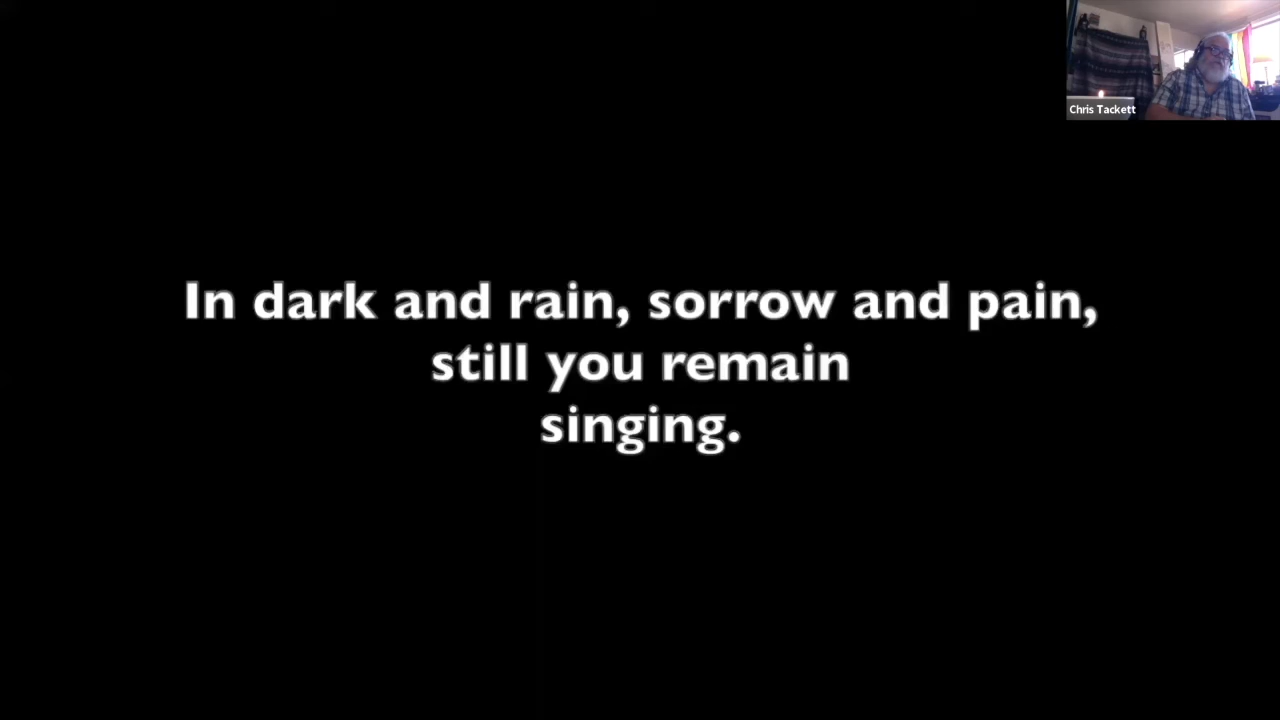 Chris Tackett
In dark and rain, sorrow and pain,
still you remain
singing.